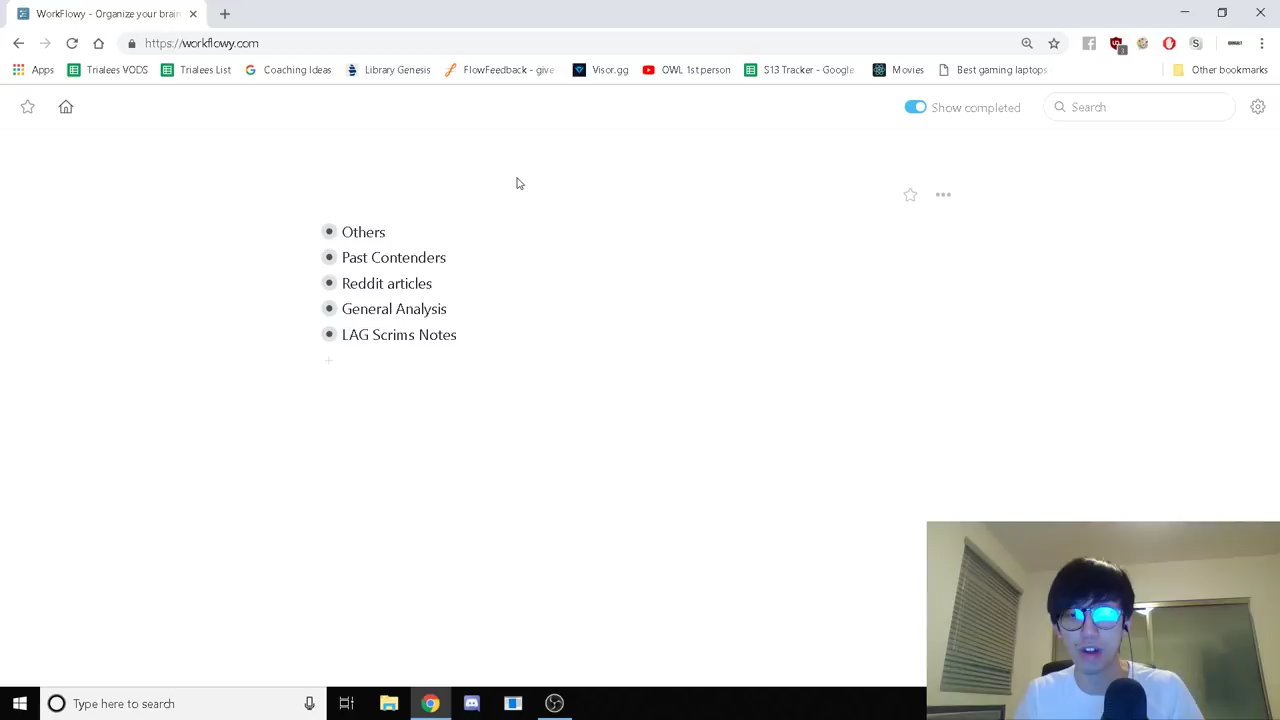 WorkFlowy - Organize your brain
https://workflowy.com
Apps
Trialees VODS
Trialees List
Coaching Ideas
Library Genesis
FlowFeedback - give
Visor.gg
OWL 1st person
S13 Tracker - Google
Movies
Best gaming laptops
Other bookmarks
Show completed
Search
Others
Past Contenders
Reddit articles
General Analysis
LAG Scrims Notes
Type here to search